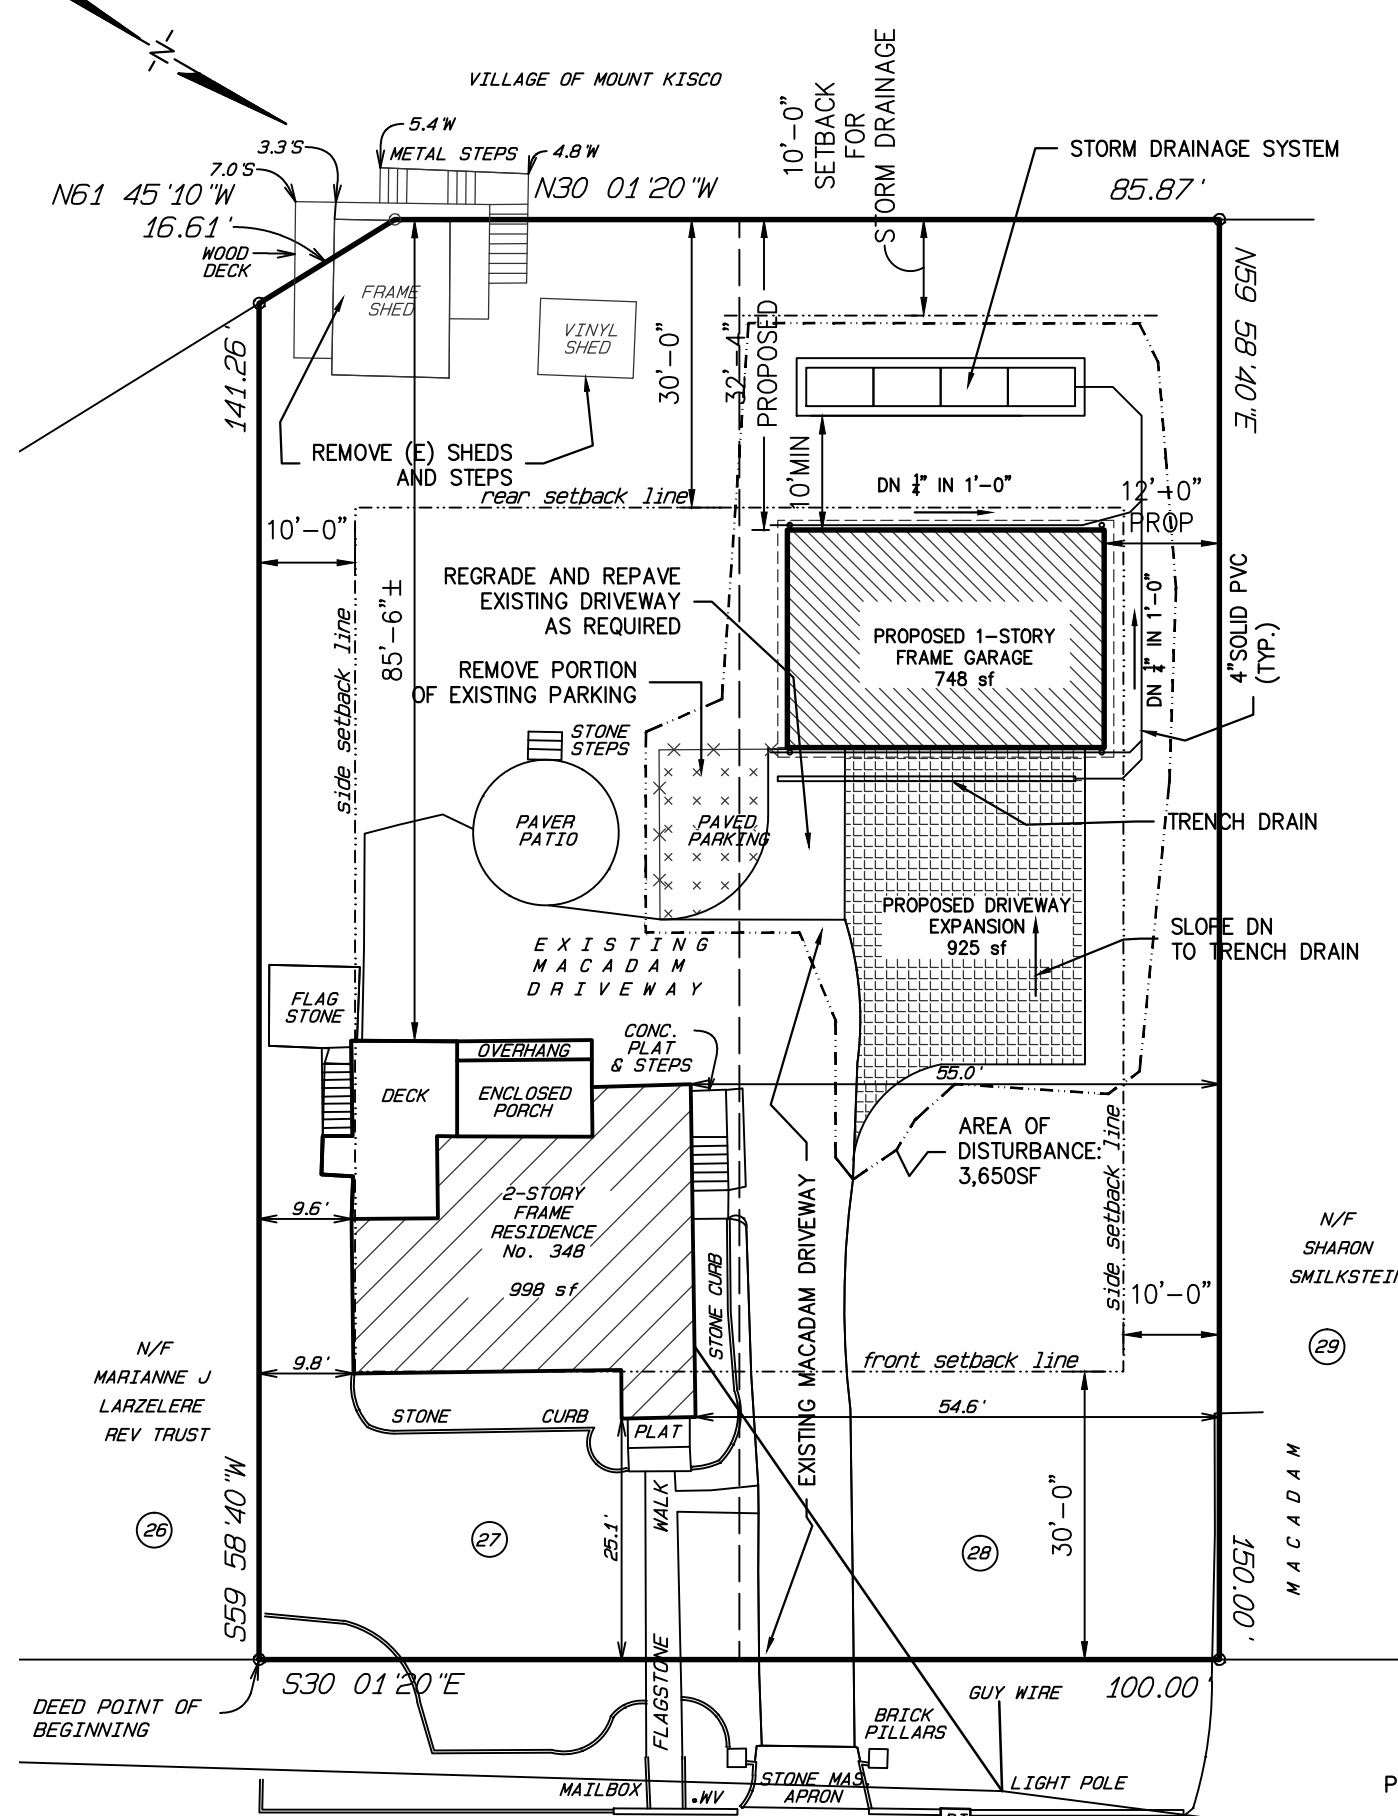 -N-
VILLAGE OF MOUNT KISCO
10'-0"
SETBACK
FOR
STORM DRAINAGE
5.4'W
METAL STEPS
4.8'W
3.3'S
7.0'S
STORM DRAINAGE SYSTEM
N61 45'10"W
16.61'
N30 01'20"W
85.87'
WOOD
DECK
FRAME
SHED
VINYL
SHED
N59 58'40"E
141.26'
30'-0"
32'-4"
PROPOSED
REMOVE (E) SHEDS
AND STEPS
10'MIN
DN ¼" IN 1'-0"
rear setback line
12'-0"
PROP
10'-0"
REGRADE AND REPAVE
EXISTING DRIVEWAY
AS REQUIRED
85'-6"±
side setback line
PROPOSED 1-STORY
FRAME GARAGE
748 sf
DN ¼" IN 1'-0"
4"SOLID PVC
(TYP.)
REMOVE PORTION
OF EXISTING PARKING
STONE
STEPS
PAVER
PATIO
PAVED
PARKING
TRENCH DRAIN
PROPOSED DRIVEWAY
EXPANSION
925 sf
SLOPE DN
TO TRENCH DRAIN
EXISTING
MACADAM
DRIVEWAY
FLAG
STONE
CONC.
PLAT
& STEPS
OVERHANG
DECK
ENCLOSED
PORCH
55.0'
AREA OF
DISTURBANCE:
3,650SF
side setback line
2-STORY
FRAME
RESIDENCE
No. 348
998 sf
9.6'
EXISTING MACADAM DRIVEWAY
STONE CURB
N/F
SHARON
SMILKSTEIN
29
10'-0"
N/F
MARIANNE J
LARZELERE
REV TRUST
26
9.8'
front setback line
STONE CURB
PLAT
54.6'
S59 58'40"W
27
25.1'
WALK
28
30'-0"
MACADAM
150.00'
FLAGSTONE
S30 01'20"E
100.00'
DEED POINT OF
BEGINNING
GUY WIRE
BRICK
PILLARS
MAILBOX
.WV
STONE MAS.
APRON
LIGHT POLE
P